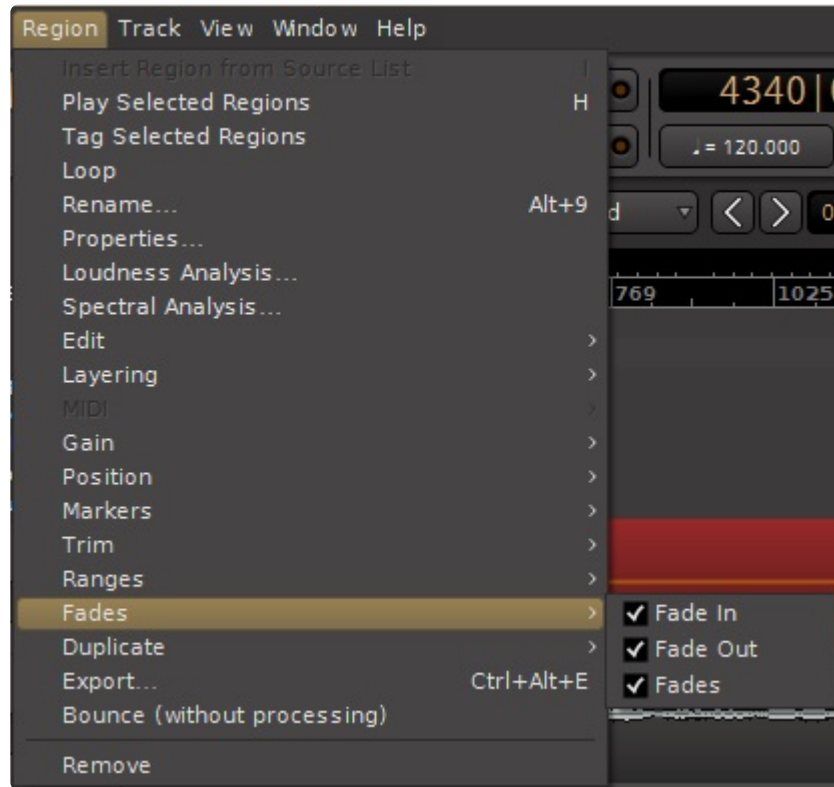 Region Track View Window Help
Insert Region from Source List I
Play Selected Regions H
Tag Selected Regions
Loop
Rename... Alt+9
Properties...
Loudness Analysis...
Spectral Analysis...
Edit
Layering
MIDI
Gain
Position
Markers
Trim
Ranges
Fades
Duplicate
Export... Ctrl+Alt+E
Bounce (without processing)
Remove
4340|
♩ = 120.000
d
0
769 1025
Fade In
Fade Out
Fades